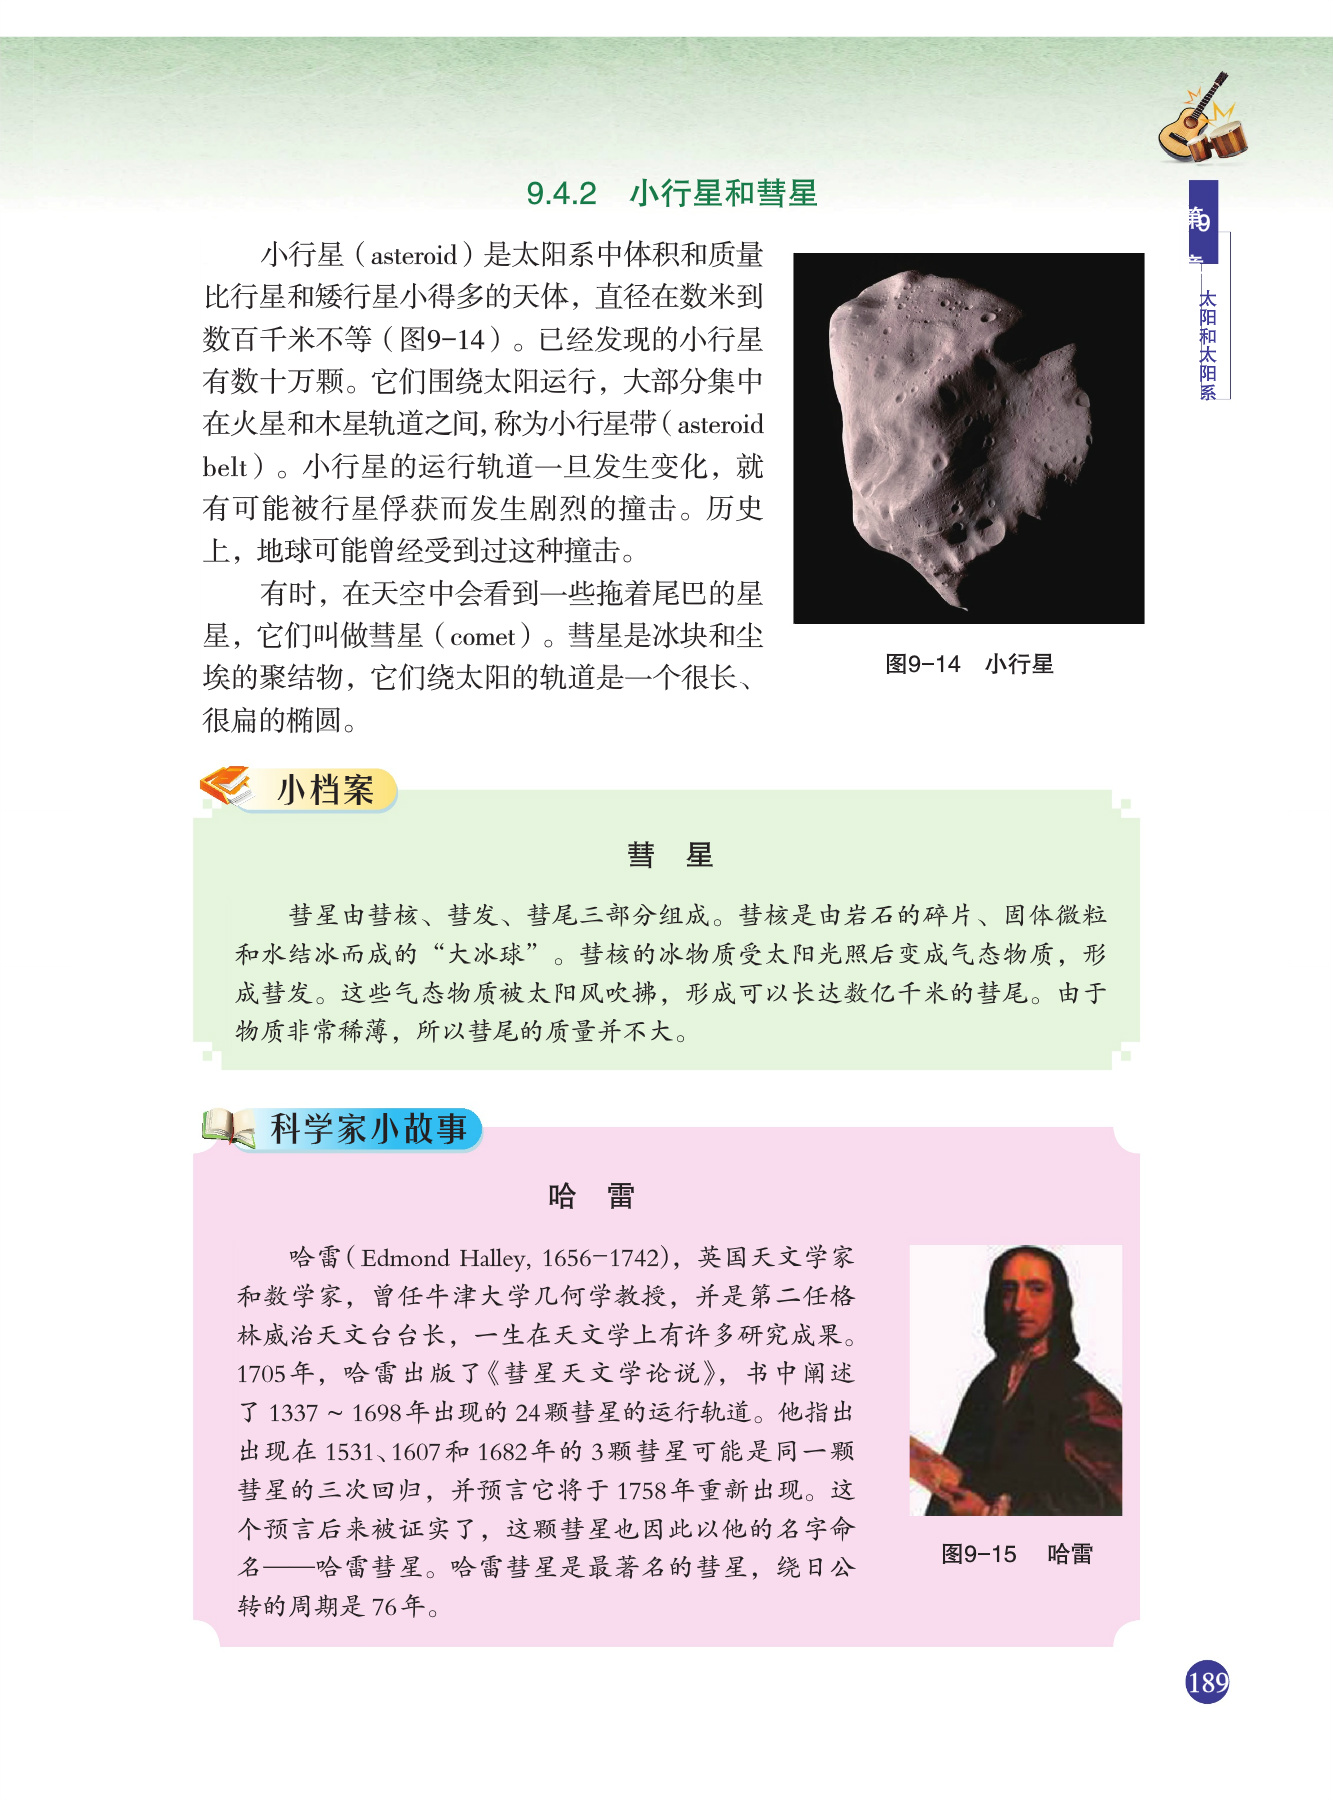 9.4.2 小行星和彗星
小行星（asteroid）是太阳系中体积和质量
比行星和矮行星小得多的天体，直径在数米到
数百千米不等（图9-14）。已经发现的小行星
有数十万颗。它们围绕太阳运行，大部分集中
在火星和木星轨道之间，称为小行星带（asteroid
belt）。小行星的运行轨道一旦发生变化，就
有可能被行星俘获而发生剧烈的撞击。历史
上，地球可能曾经受到过这种撞击。
有时，在天空中会看到一些拖着尾巴的星
星，它们叫做彗星（comet）。彗星是冰块和尘
埃的聚结物，它们绕太阳的轨道是一个很长、
很扁的椭圆。
图9-14 小行星
第9章
太阳和太阳系
小档案
彗 星
彗星由彗核、彗发、彗尾三部分组成。彗核是由岩石的碎片、固体微粒
和水结冰而成的“大冰球”。彗核的冰物质受太阳光照后变成气态物质，形
成彗发。这些气态物质被太阳风吹拂，形成可以长达数亿千米的彗尾。由于
物质非常稀薄，所以彗尾的质量并不大。
科学家小故事
哈 雷
哈雷（Edmond Halley, 1656-1742），英国天文学家
和数学家，曾任牛津大学几何学教授，并是第二任格
林威治天文台台长，一生在天文学上有许多研究成果。
1705年，哈雷出版了《彗星天文学论说》，书中阐述
了 1337 ~ 1698年出现的 24颗彗星的运行轨道。他指出
出现在 1531、1607和 1682年的 3颗彗星可能是同一颗
彗星的三次回归，并预言它将于 1758年重新出现。这
个预言后来被证实了，这颗彗星也因此以他的名字命
名——哈雷彗星。哈雷彗星是最著名的彗星，绕日公
转的周期是 76年。
图9-15 哈雷
189